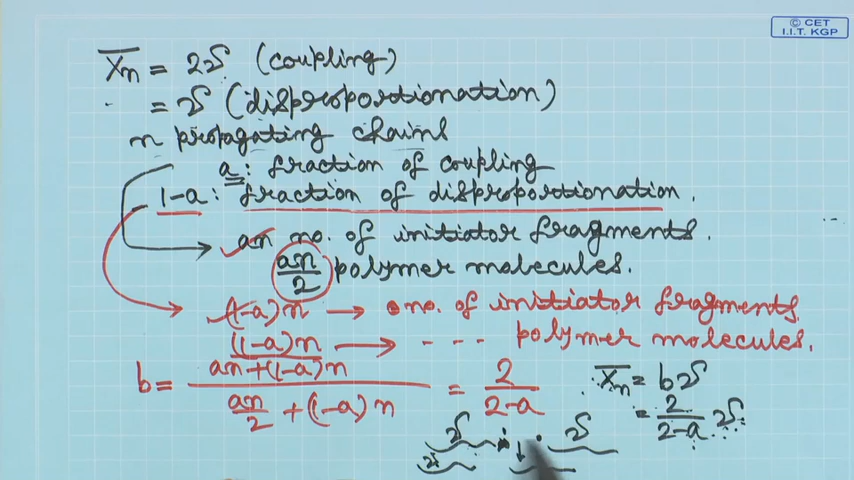 © CET
I.I.T. KGP
X̅n = 2ν (coupling)
= ν (disproportionation)
n propagating chains
a : fraction of coupling
1-a : fraction of disproportionation.
an no. of initiator fragments.
an/2 polymer molecules.
(1-a)n → no. of initiator fragments.
(1-a)n → - - - polymer molecules.
b = (an+(1-a)n)/(an/2 + (1-a)n) = 2/(2-a)
X̅n = bν
= 2/(2-a) ν
ν ν
2ν